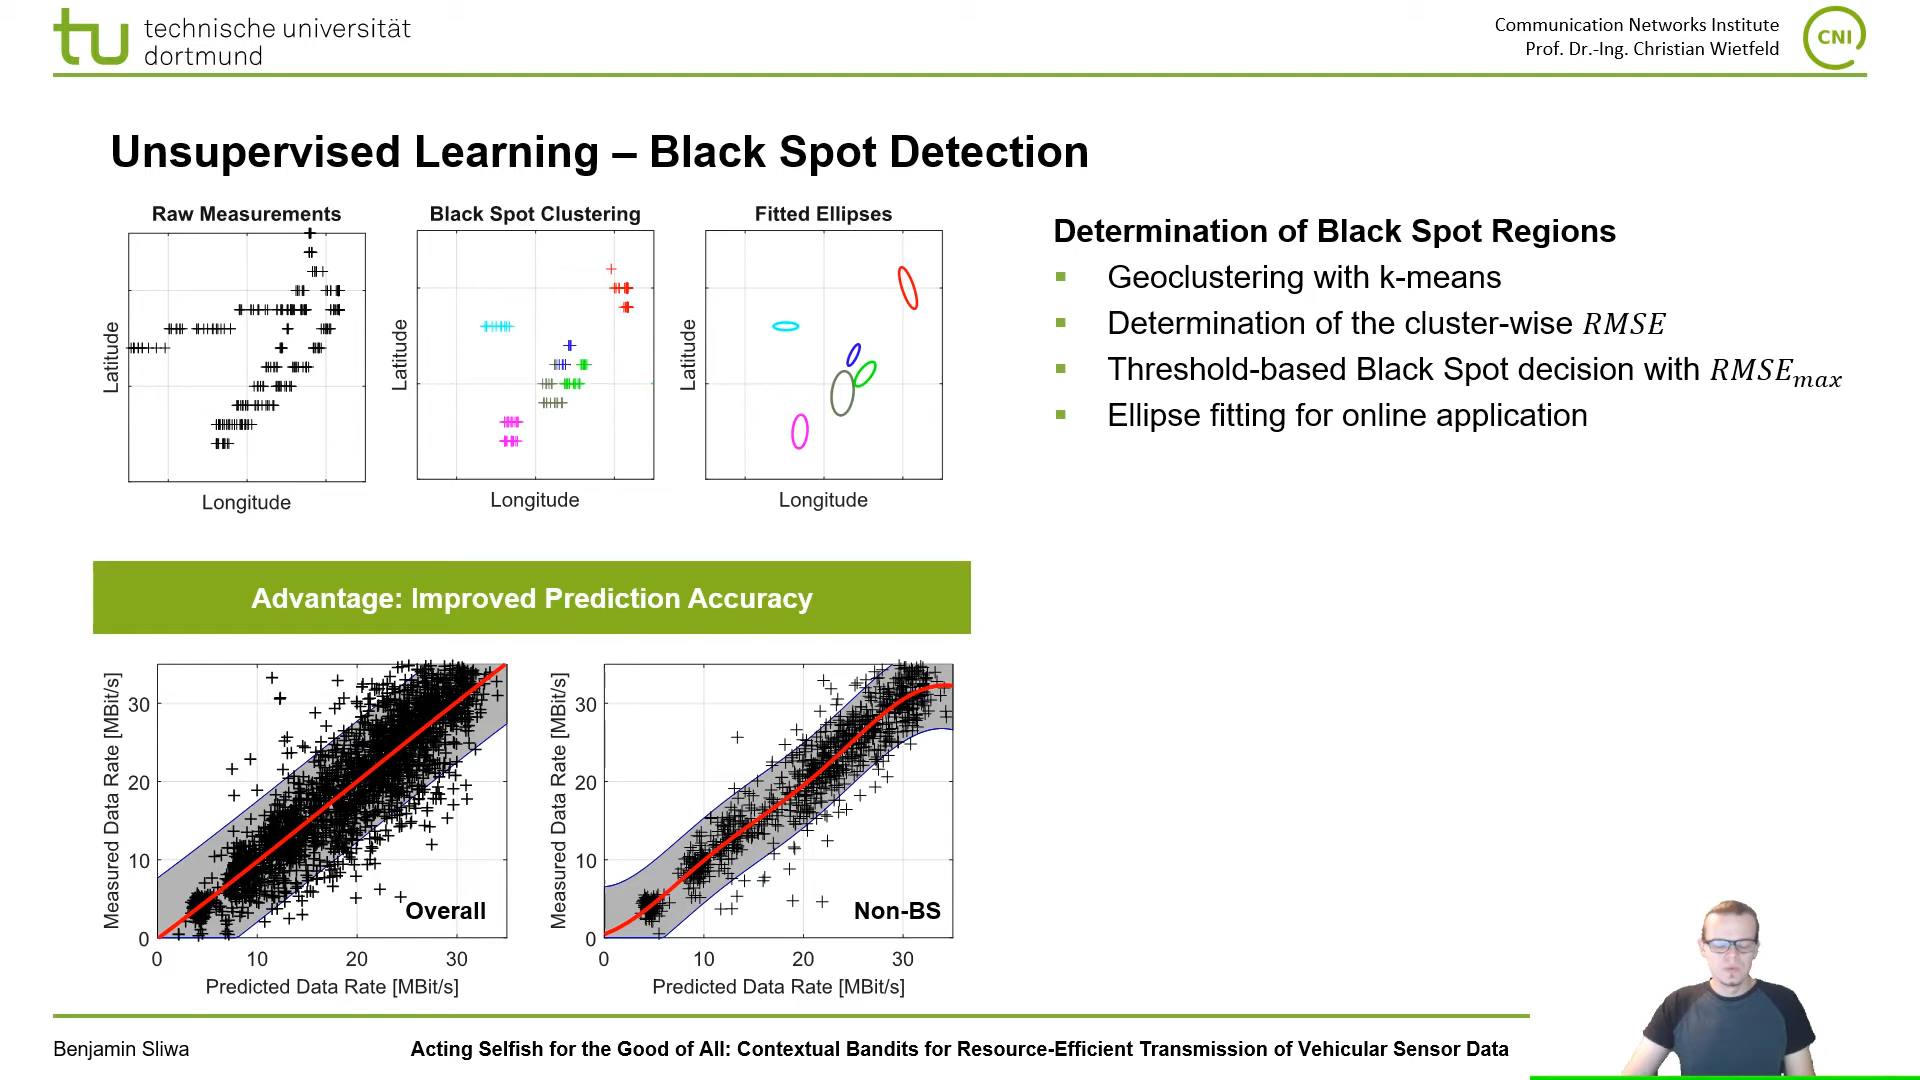 technische universität
dortmund
Communication Networks Institute
Prof. Dr.-Ing. Christian Wietfeld
CNI
Unsupervised Learning – Black Spot Detection
Raw Measurements
Latitude
Longitude
Black Spot Clustering
Latitude
Longitude
Fitted Ellipses
Latitude
Longitude
Determination of Black Spot Regions
Geoclustering with k-means
Determination of the cluster-wise RMSE
Threshold-based Black Spot decision with RMSE_max
Ellipse fitting for online application
Advantage: Improved Prediction Accuracy
Measured Data Rate [MBit/s]
30
20
10
0
Overall
0 10 20 30
Predicted Data Rate [MBit/s]
Measured Data Rate [MBit/s]
30
20
10
0
Non-BS
0 10 20 30
Predicted Data Rate [MBit/s]
Benjamin Sliwa
Acting Selfish for the Good of All: Contextual Bandits for Resource-Efficient Transmission of Vehicular Sensor Data